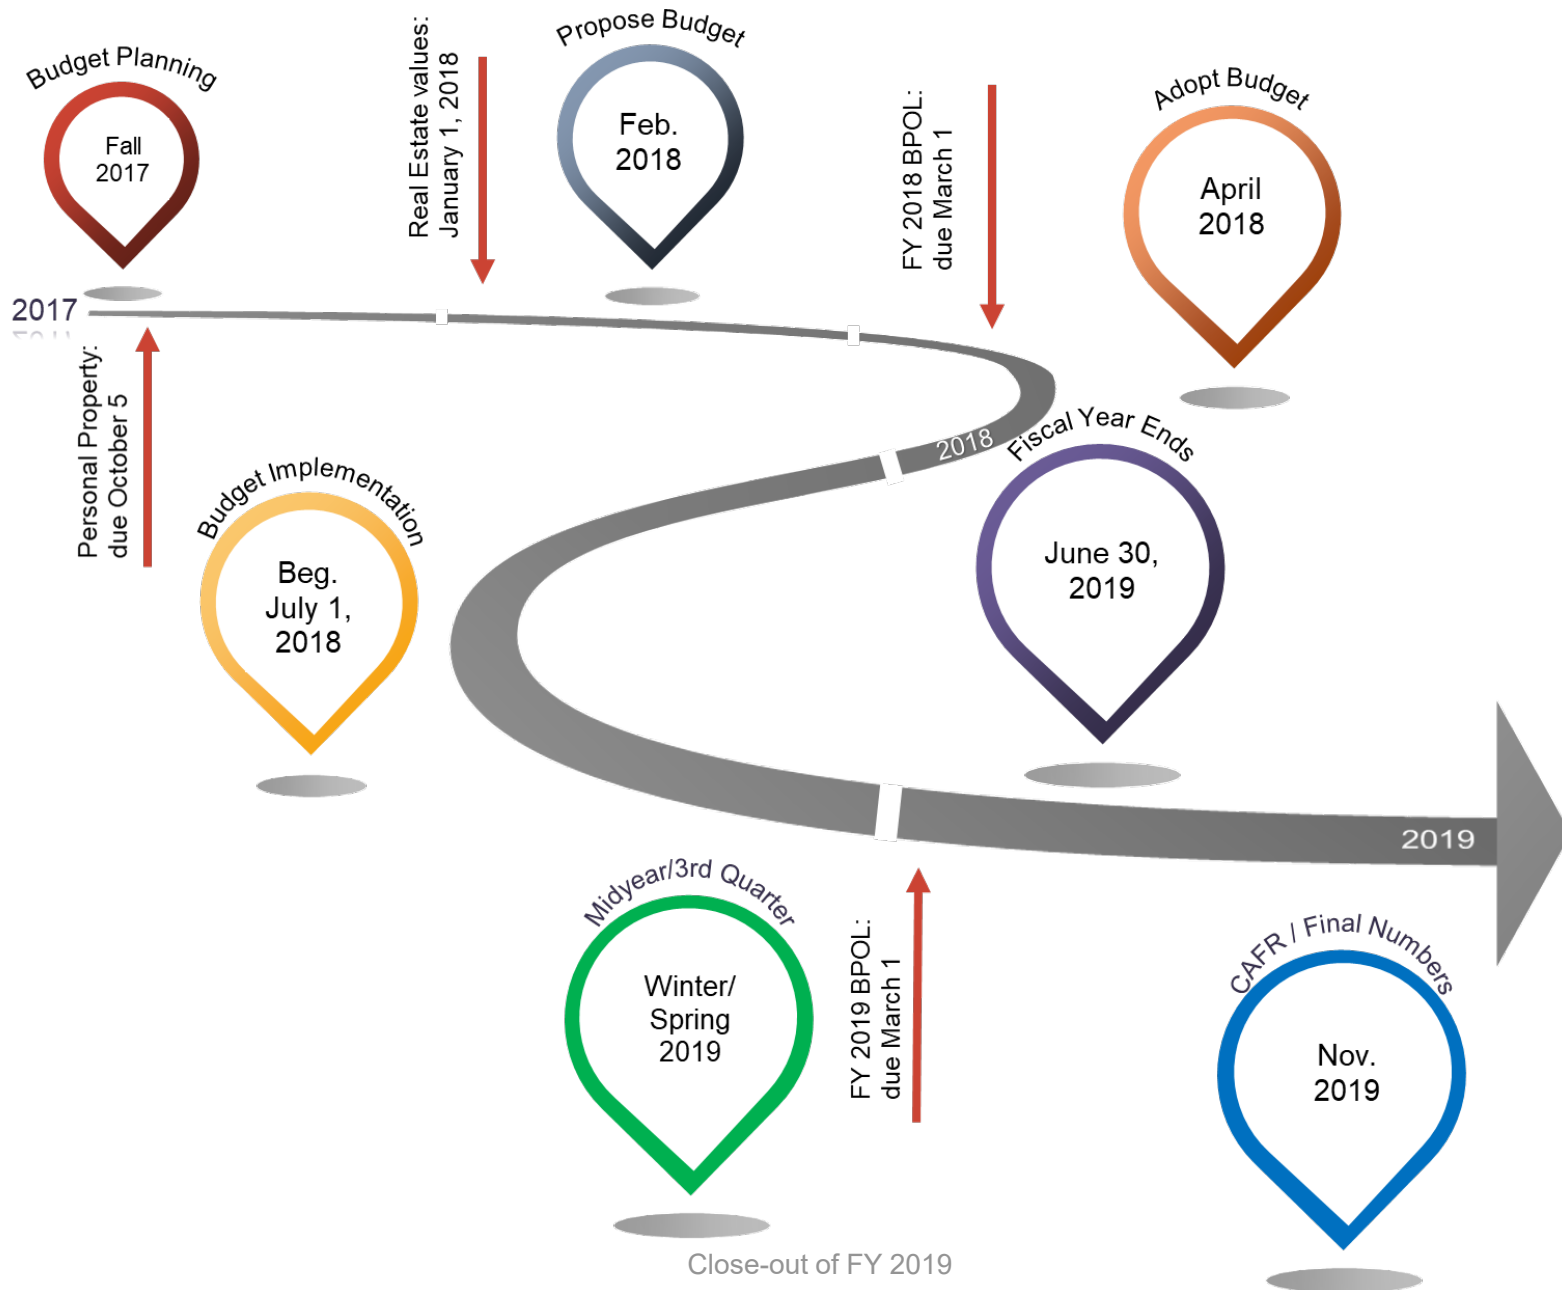 Budget Planning
Fall
2017
Real Estate values:
January 1, 2018
Propose Budget
Feb.
2018
FY 2018 BPOL:
due March 1
Adopt Budget
April
2018
2017
Personal Property:
due October 5
2018
Budget Implementation
Beg.
July 1,
2018
Fiscal Year Ends
June 30,
2019
2019
Midyear/3rd Quarter
Winter/
Spring
2019
FY 2019 BPOL:
due March 1
CAFR / Final Numbers
Nov.
2019
Close-out of FY 2019